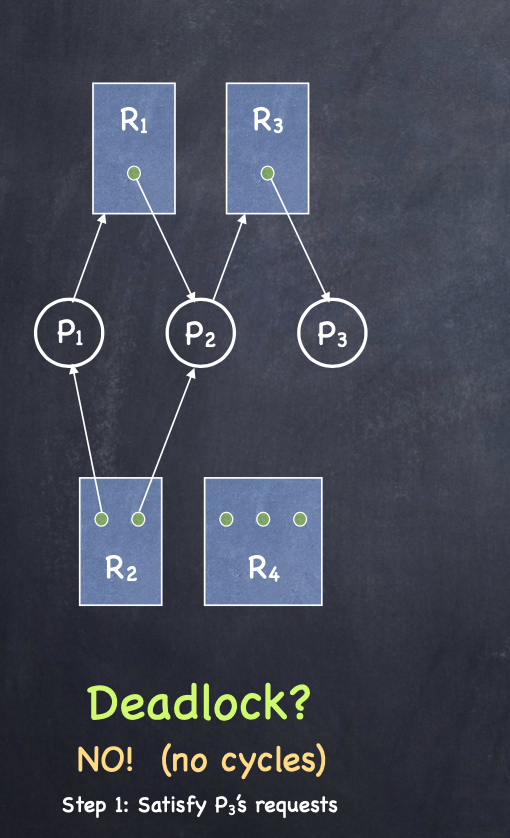 R₁ R₃
P₁ P₂ P₃
R₂ R₄
Deadlock?
NO! (no cycles)
Step 1: Satisfy P₃'s requests